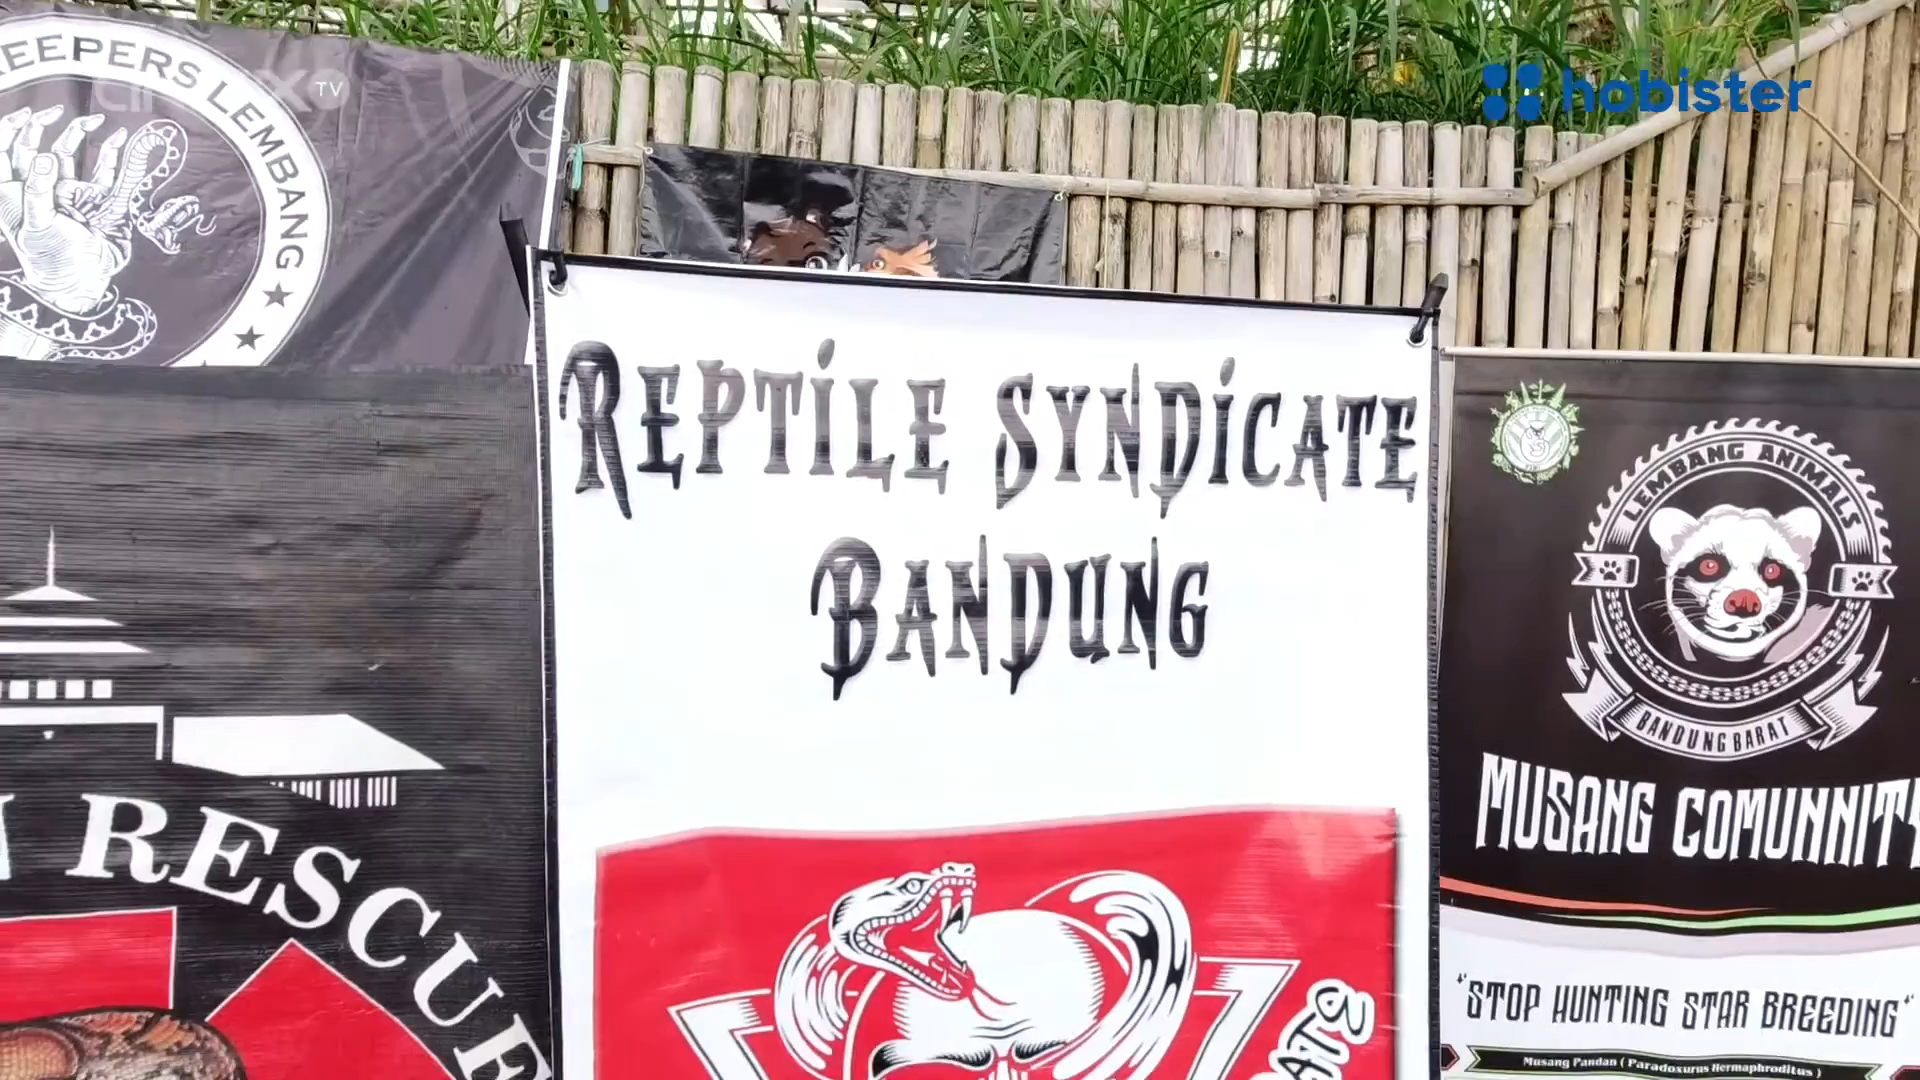 KEEPERS LEMBANG
TV
hobister
REPTILE SYNDICATE
BANDUNG
LEMBANG ANIMALS
BANDUNG BARAT
MUSANG COMUNNITY
"STOP HUNTING STAR BREEDING"
Musang Pandan ( Paradoxurus Hermaphroditus )
RESCUE